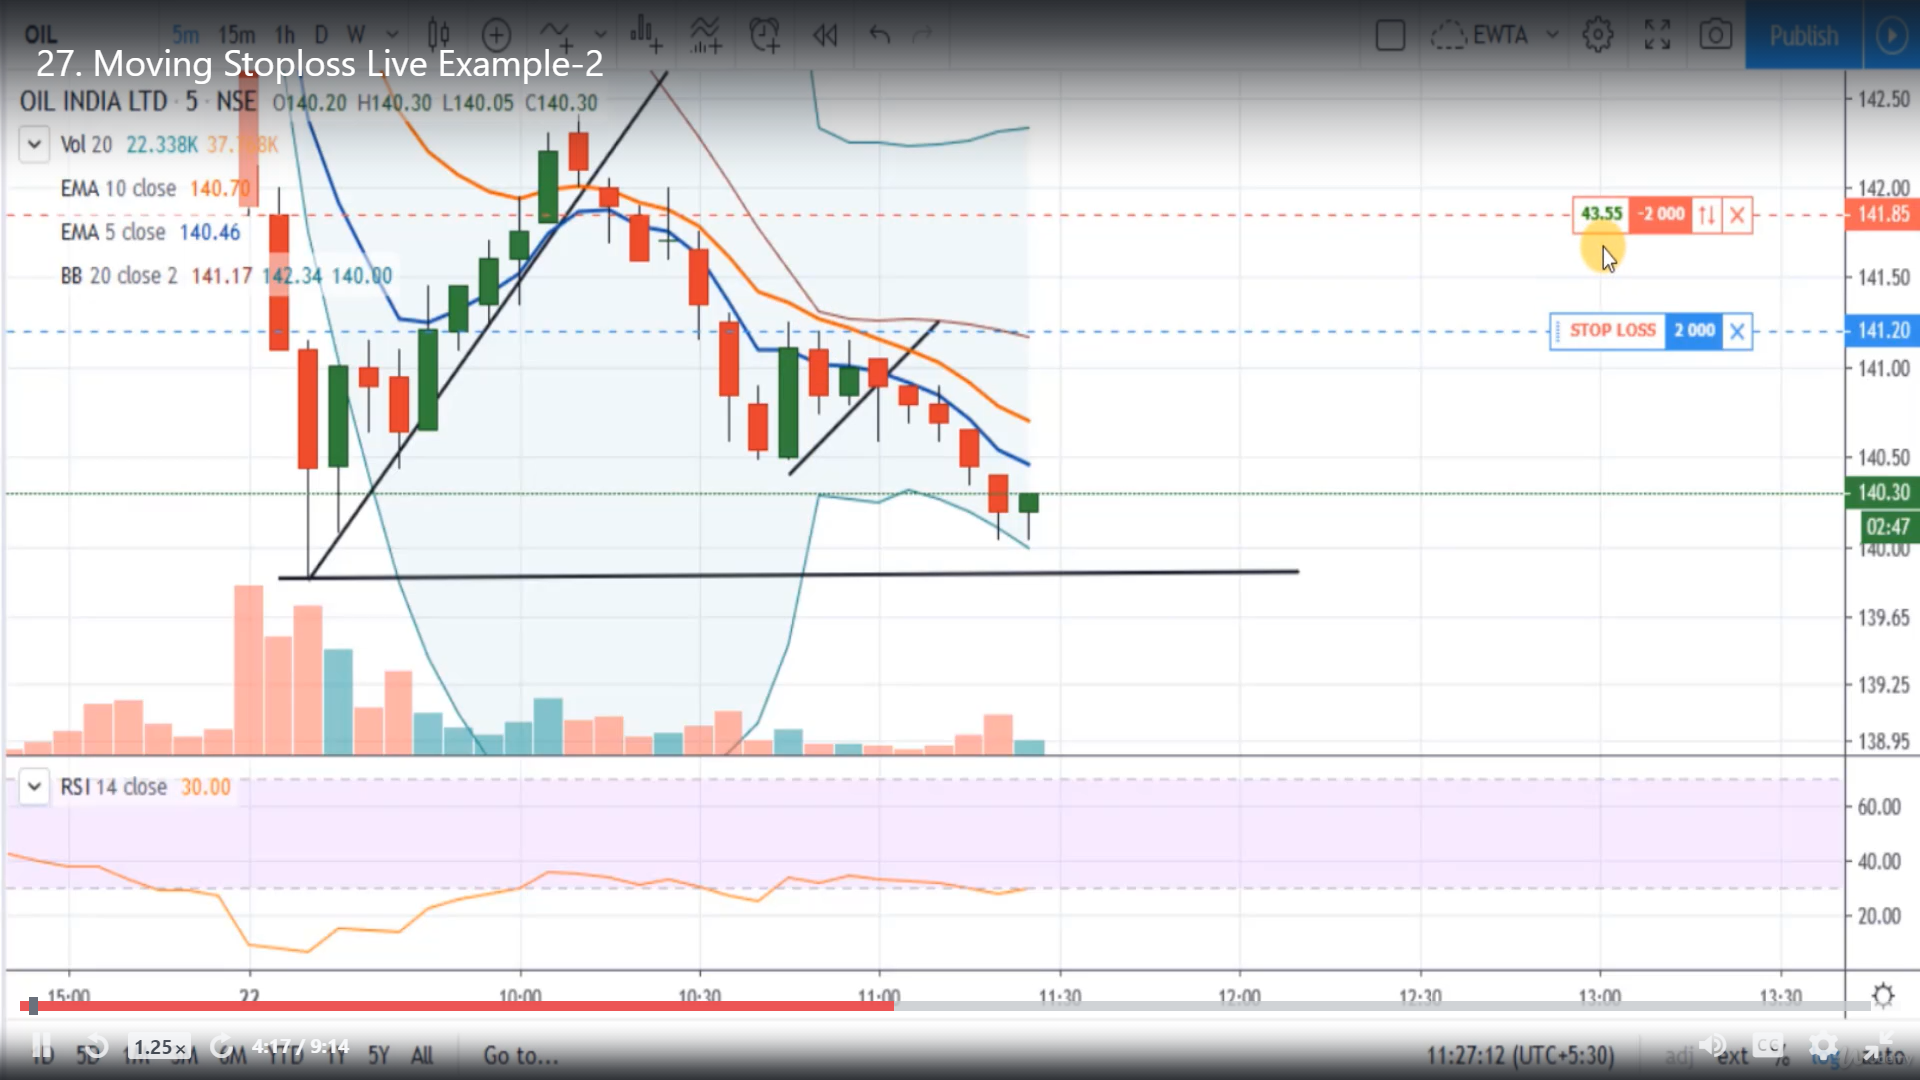 OIL 5m 15m 1h D W EWTA Publish
27. Moving Stoploss Live Example-2
OIL INDIA LTD · 5 · NSE O140.20 H140.30 L140.05 C140.30
Vol 20 22.338K
EMA 10 close 140.70
EMA 5 close 140.46
BB 20 close 2 141.17 142.34 140.00
142.50
142.00
43.55 -2 000
141.85
141.50
STOP LOSS 2 000
141.20
141.00
140.50
140.30
02:47
140.00
139.65
139.25
138.95
RSI 14 close 30.00
60.00
40.00
20.00
15:00 22 10:00 10:30 11:00 11:30 12:00 12:30 13:00 13:30
1.25x 4:17 / 9:14
1D 5D 1M 3M 6M YTD 1Y 5Y All Go to... 11:27:12 (UTC+5:30) adj ext % log auto
CC